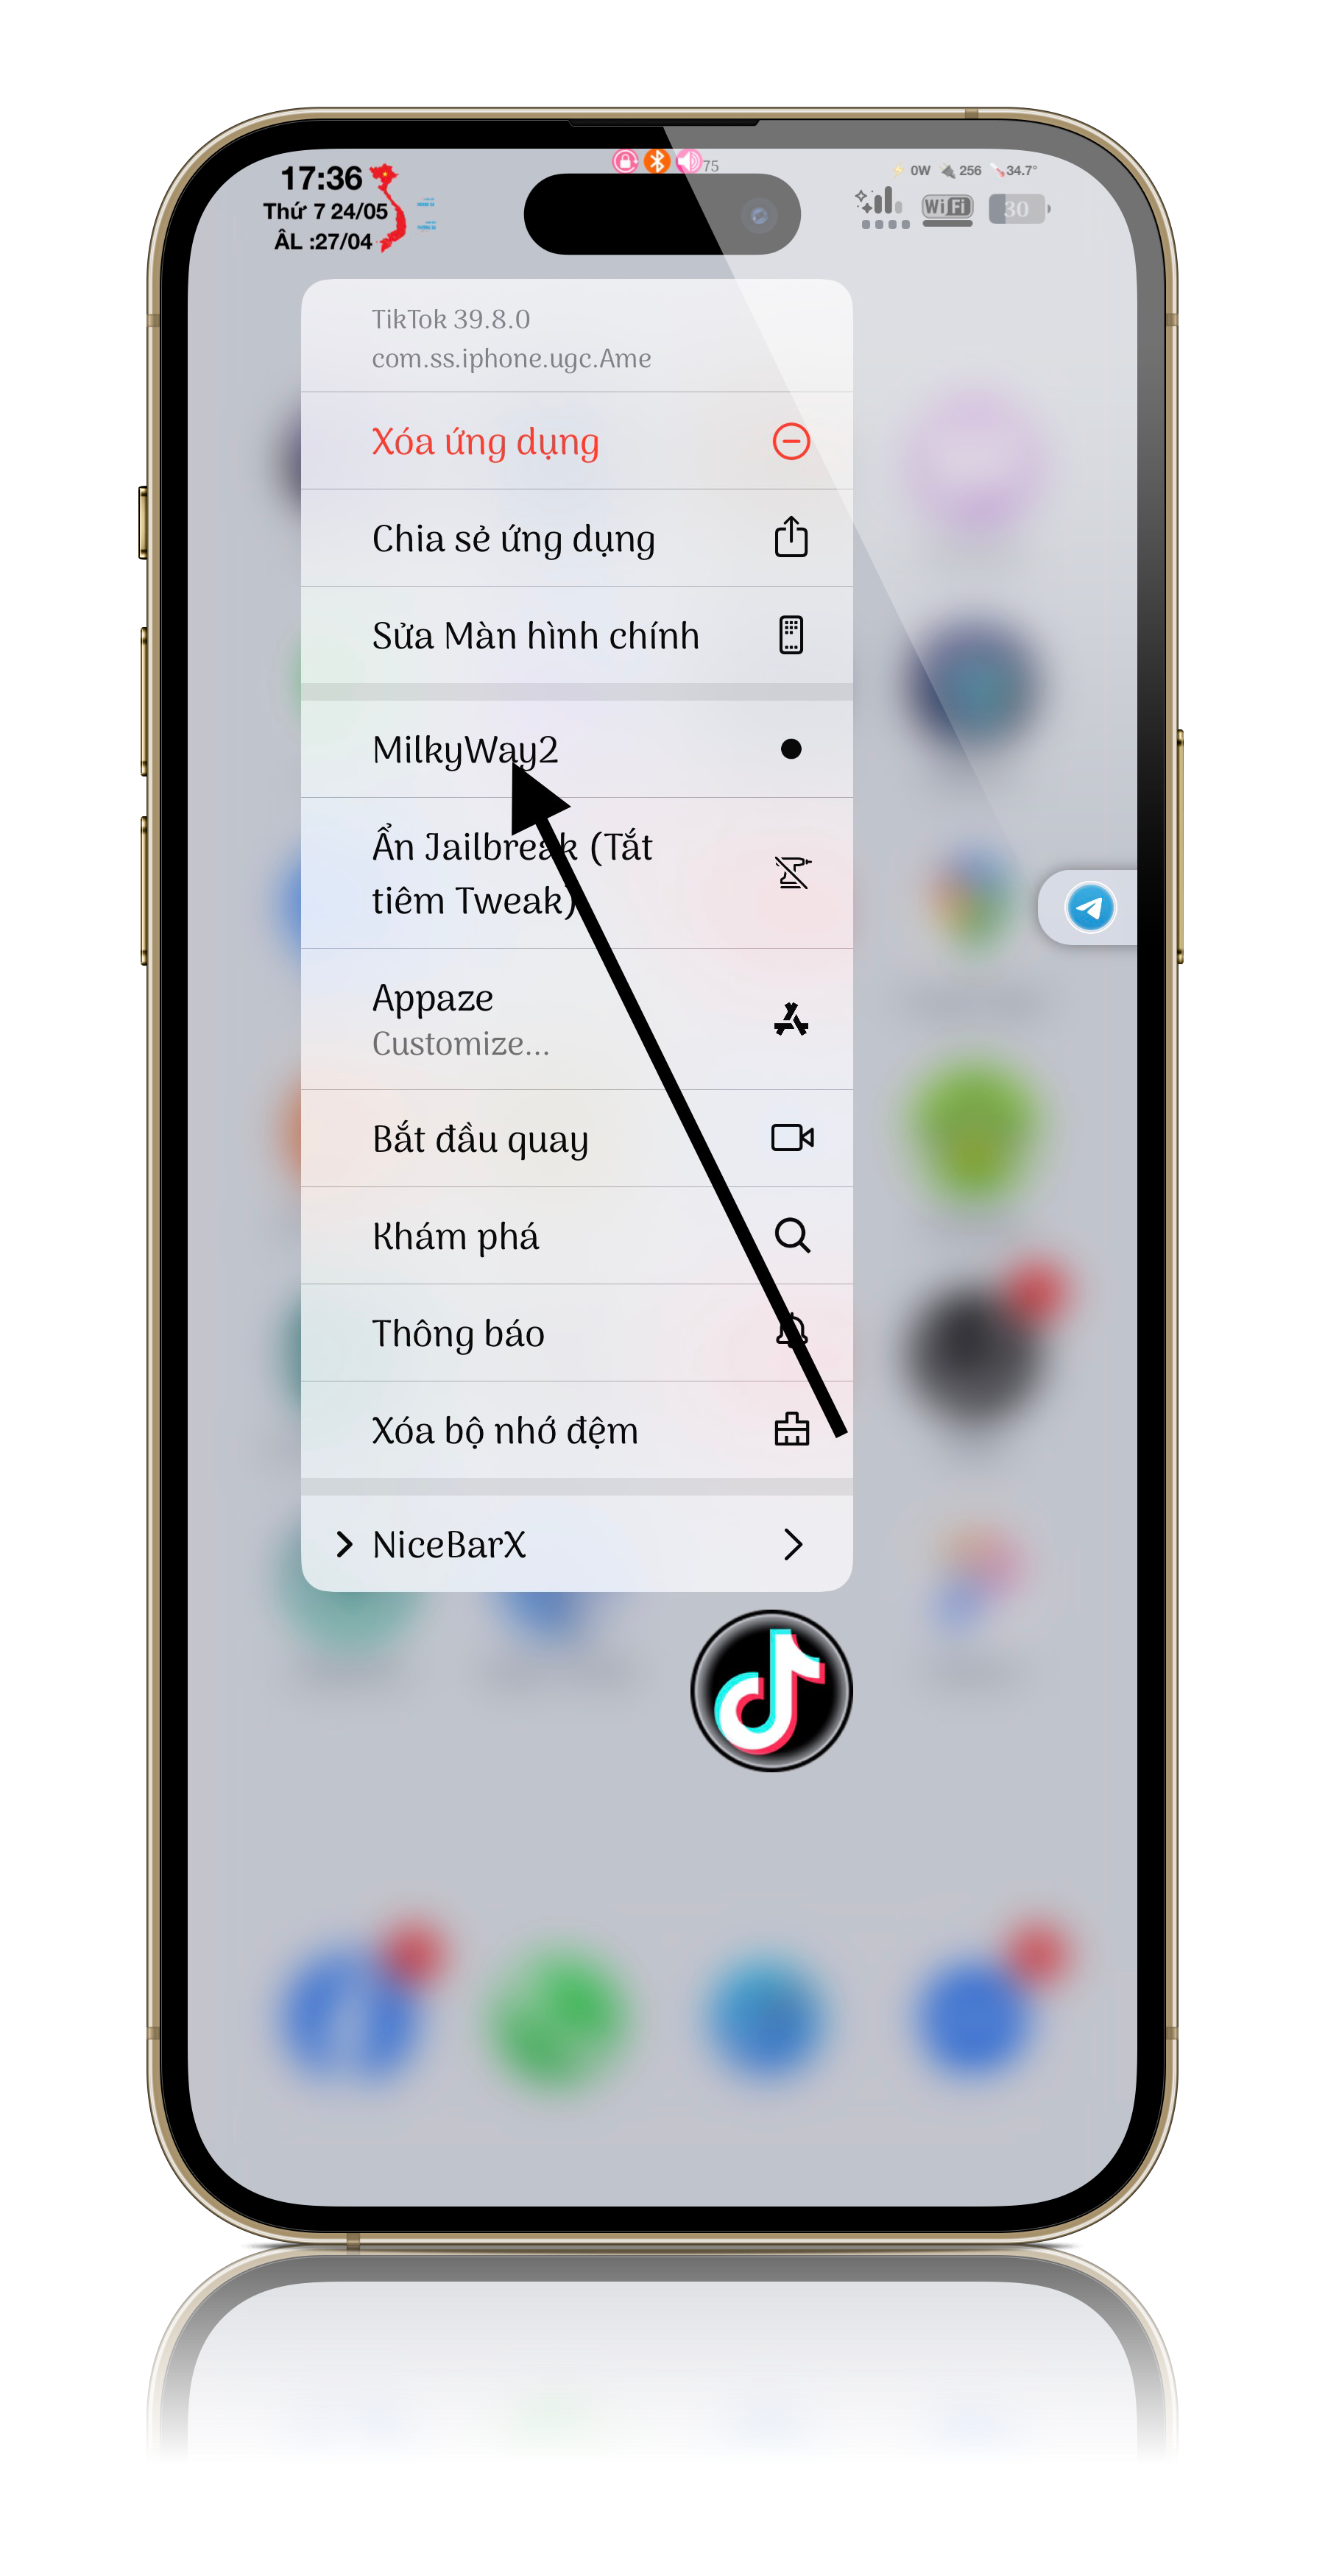 17:36
Thứ 7 24/05
ÂL :27/04
75
0W 256 34.7°
WiFi 30
TikTok 39.8.0
com.ss.iphone.ugc.Ame
Xóa ứng dụng
Chia sẻ ứng dụng
Sửa Màn hình chính
MilkyWay2
Ẩn Jailbreak (Tắt
tiêm Tweak)
Appaze
Customize...
Bắt đầu quay
Khám phá
Thông báo
Xóa bộ nhớ đệm
NiceBarX